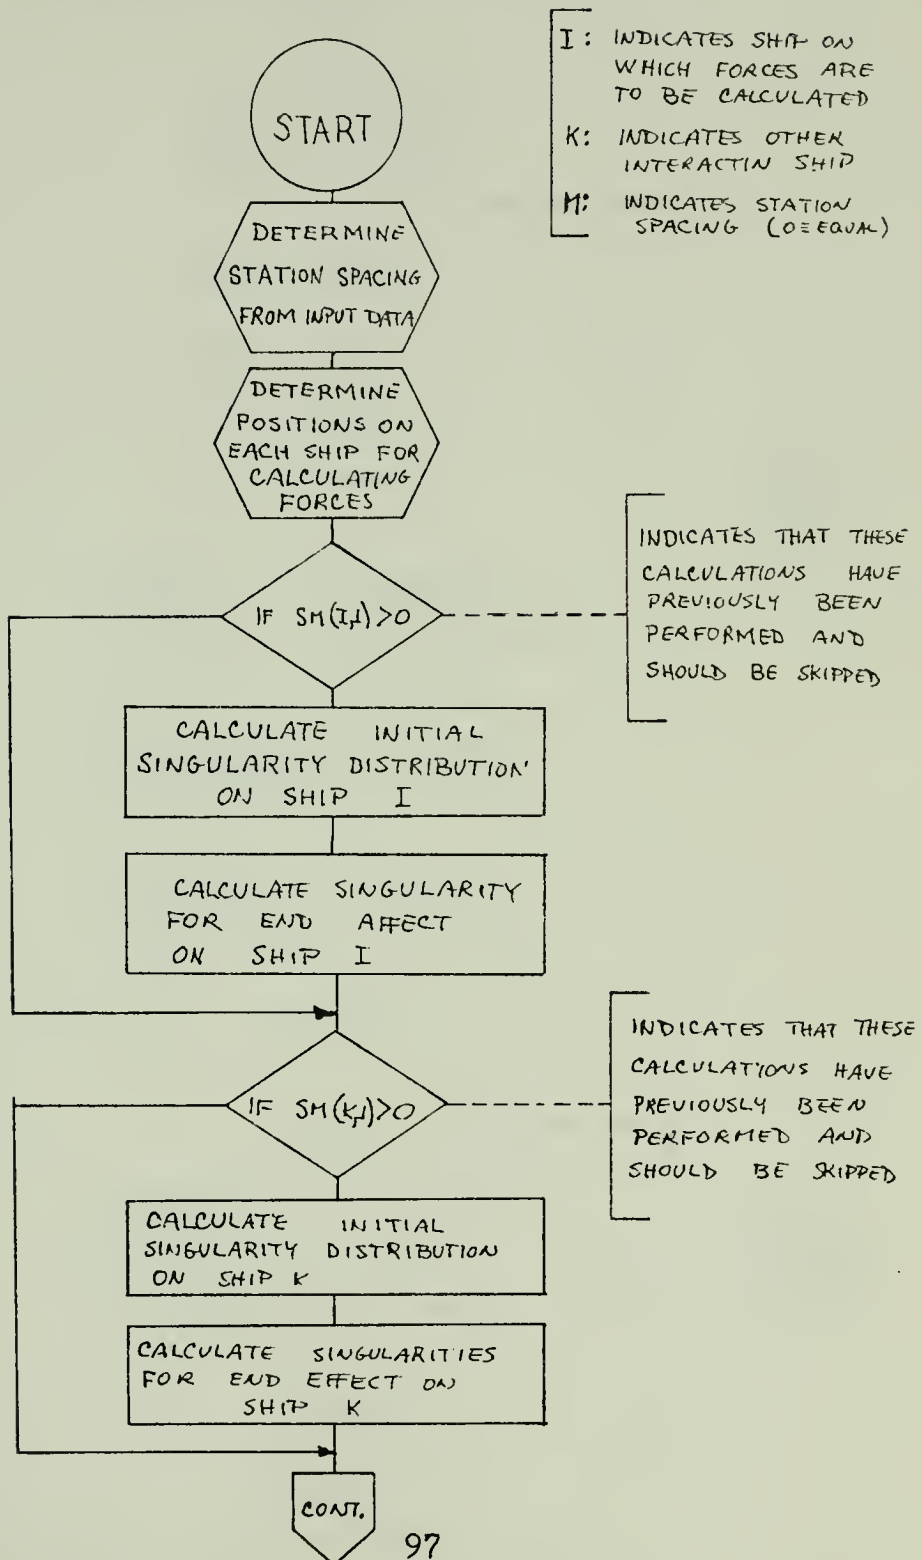 I: INDICATES SHIP ON
WHICH FORCES ARE
TO BE CALCULATED
K: INDICATES OTHER
INTERACTIN SHIP
M: INDICATES STATION
SPACING (O≡EQUAL)
START
DETERMINE
STATION SPACING
FROM INPUT DATA
DETERMINE
POSITIONS ON
EACH SHIP FOR
CALCULATING
FORCES
IF SM(I,1)>0
INDICATES THAT THESE
CALCULATIONS HAVE
PREVIOUSLY BEEN
PERFORMED AND
SHOULD BE SKIPPED
CALCULATE INITIAL
SINGULARITY DISTRIBUTION
ON SHIP I
CALCULATE SINGULARITY
FOR END AFFECT
ON SHIP I
IF SM(K,1)>0
INDICATES THAT THESE
CALCULATIONS HAVE
PREVIOUSLY BEEN
PERFORMED AND
SHOULD BE SKIPPED
CALCULATE INITIAL
SINGULARITY DISTRIBUTION
ON SHIP K
CALCULATE SINGULARITIES
FOR END EFFECT ON
SHIP K
CONT.
97